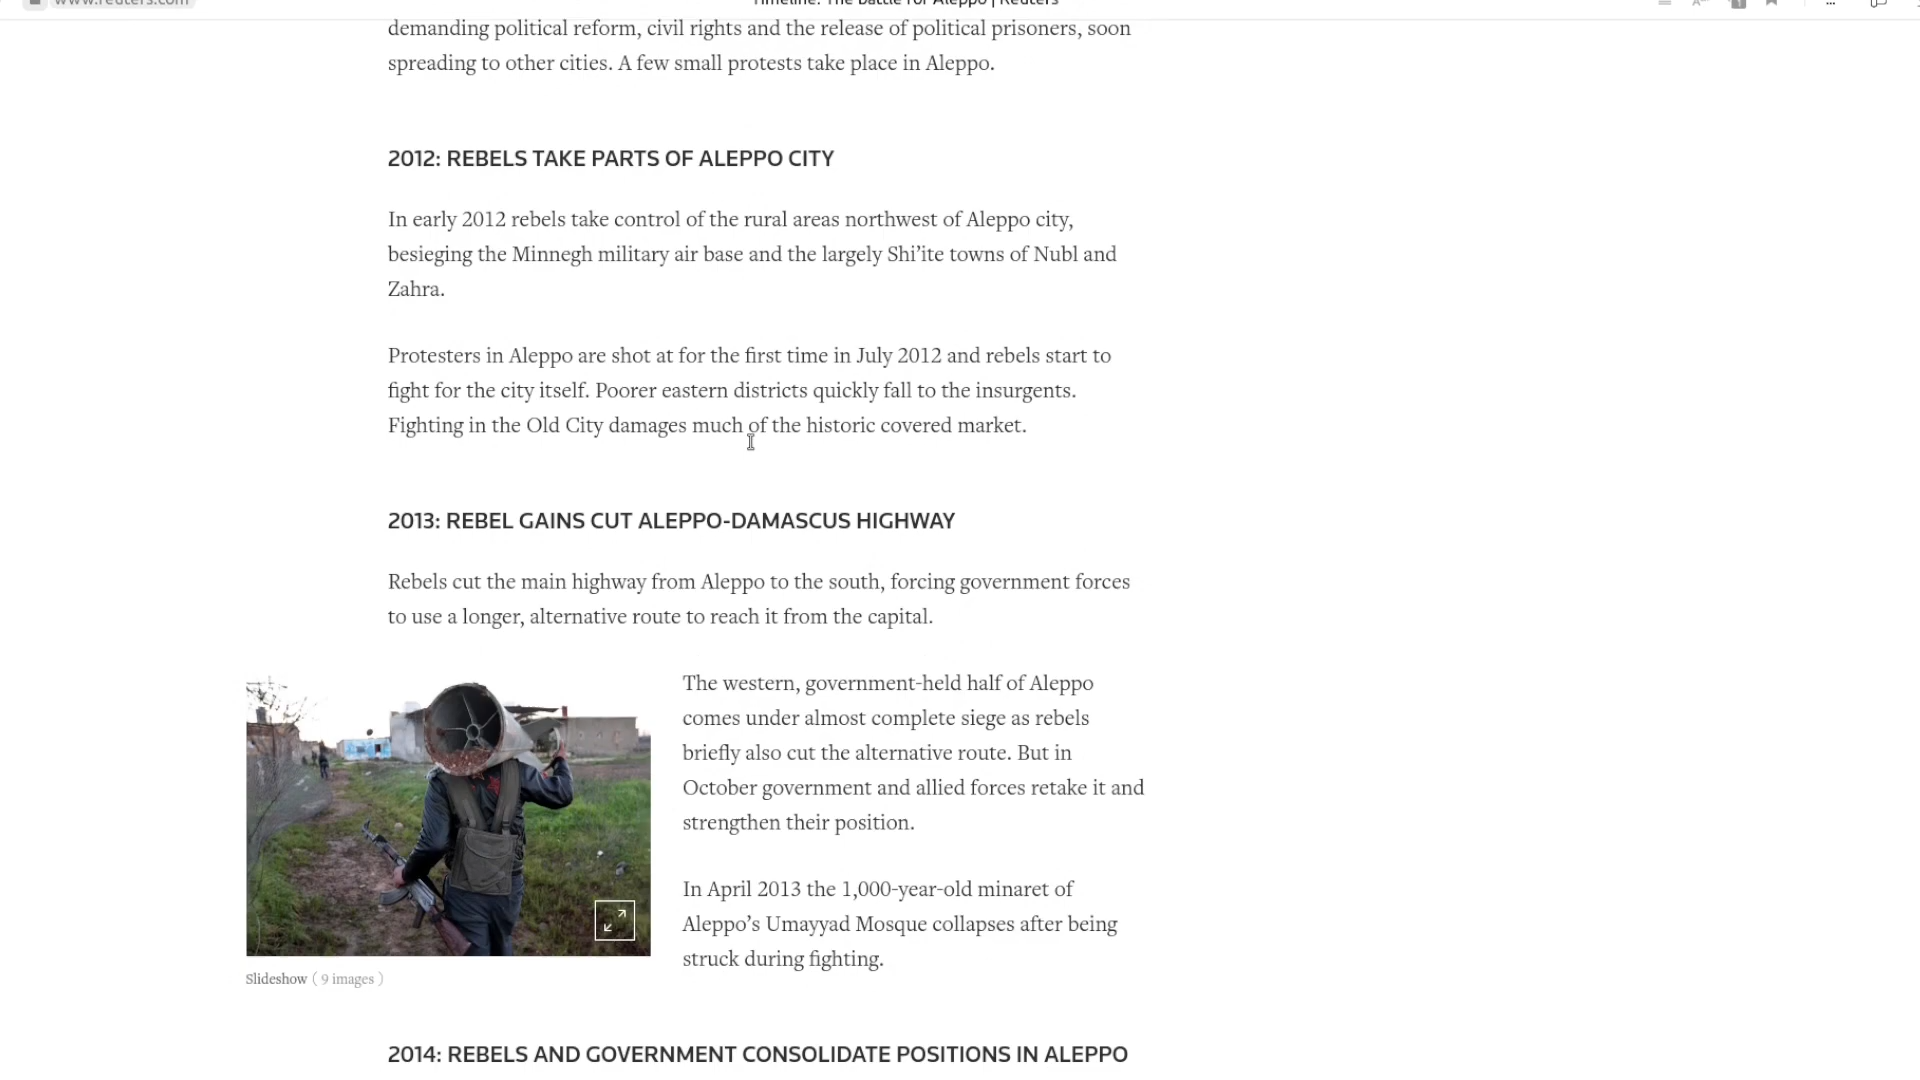 www.reuters.com
Timeline: The battle for Aleppo | Reuters
demanding political reform, civil rights and the release of political prisoners, soon
spreading to other cities. A few small protests take place in Aleppo.
2012: REBELS TAKE PARTS OF ALEPPO CITY
In early 2012 rebels take control of the rural areas northwest of Aleppo city,
besieging the Minnegh military air base and the largely Shi’ite towns of Nubl and
Zahra.
Protesters in Aleppo are shot at for the first time in July 2012 and rebels start to
fight for the city itself. Poorer eastern districts quickly fall to the insurgents.
Fighting in the Old City damages much of the historic covered market.
2013: REBEL GAINS CUT ALEPPO-DAMASCUS HIGHWAY
Rebels cut the main highway from Aleppo to the south, forcing government forces
to use a longer, alternative route to reach it from the capital.
The western, government-held half of Aleppo
comes under almost complete siege as rebels
briefly also cut the alternative route. But in
October government and allied forces retake it and
strengthen their position.
In April 2013 the 1,000-year-old minaret of
Aleppo’s Umayyad Mosque collapses after being
struck during fighting.
Slideshow ( 9 images )
2014: REBELS AND GOVERNMENT CONSOLIDATE POSITIONS IN ALEPPO